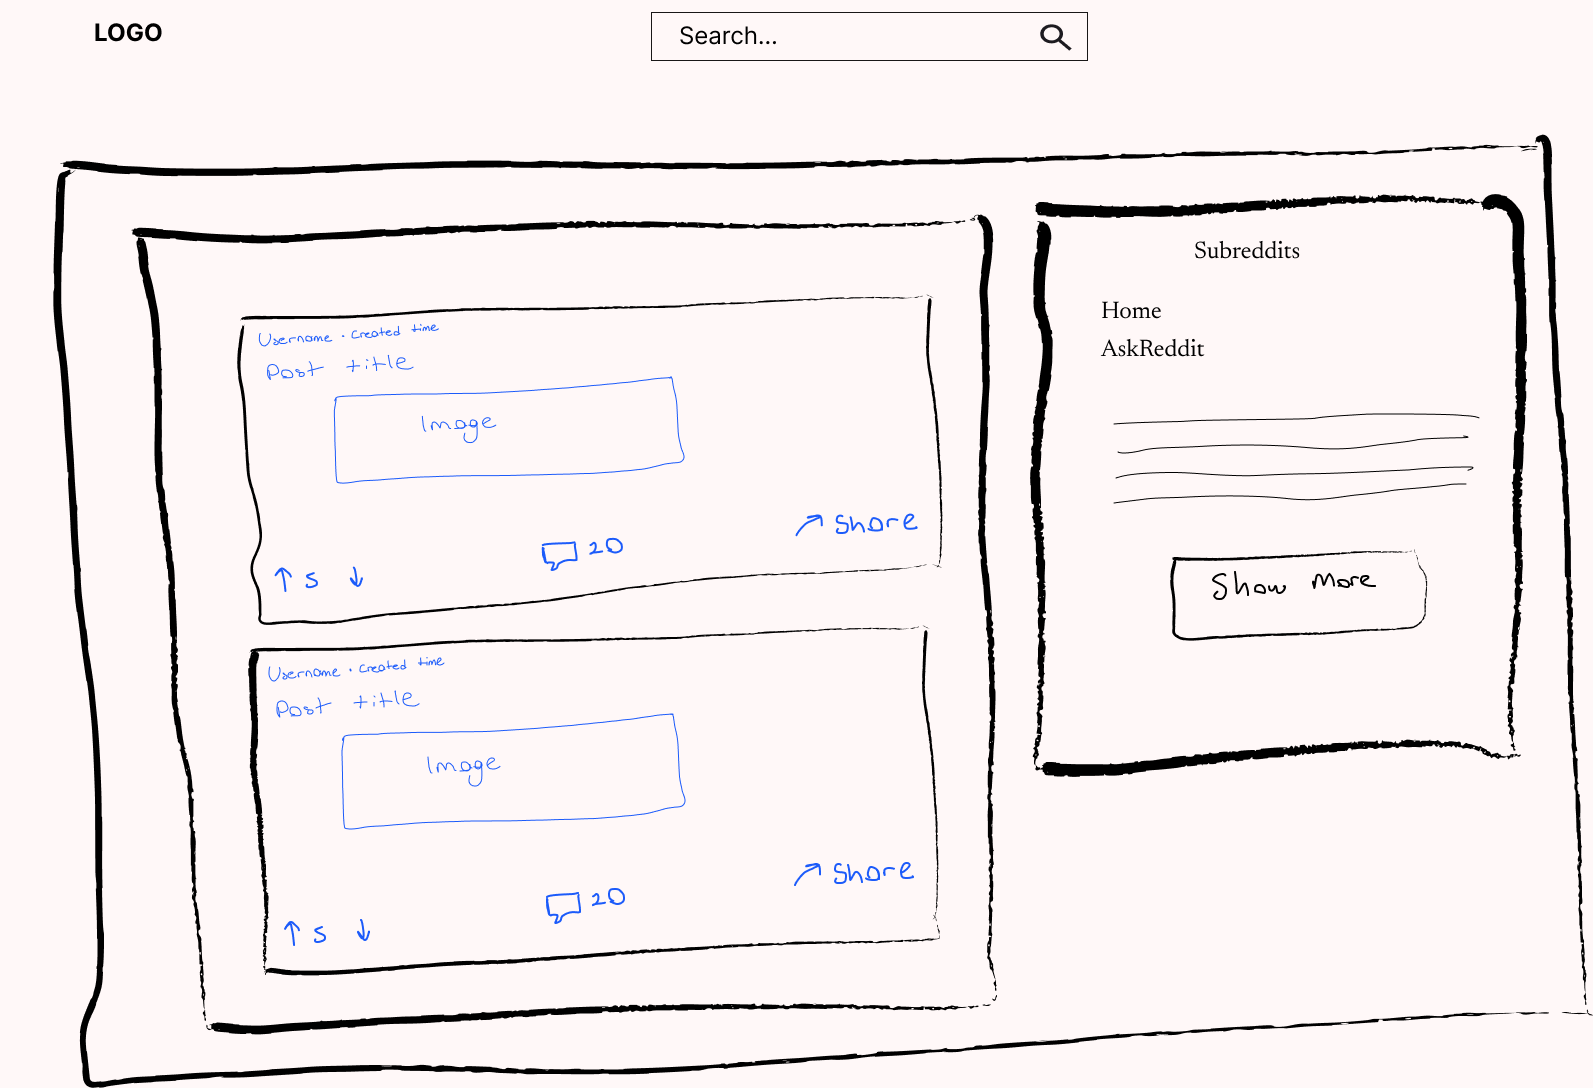 LOGO
Search...
Username · Created time
Post title
Image
↑ 5 ↓
20
↗ Share
Username · Created time
Post title
Image
↑ 5 ↓
20
↗ Share
Subreddits
Home
AskReddit
Show More